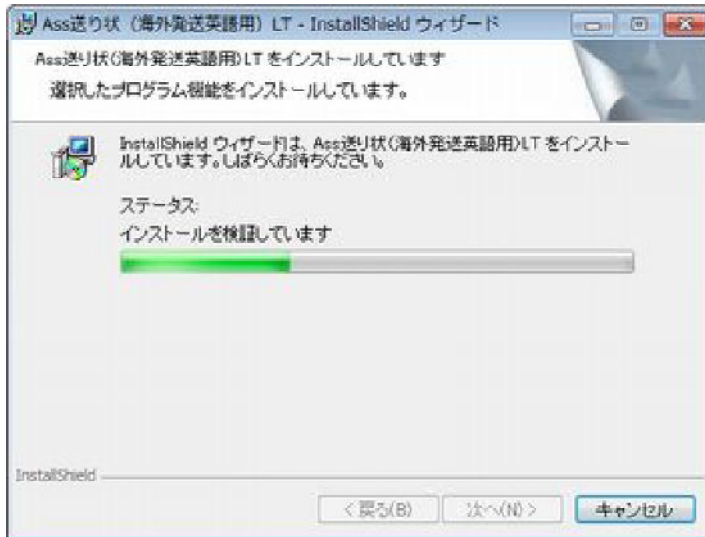 Ass送り状（海外発送英語用）LT - InstallShield ウィザード
Ass送り状(海外発送英語用)LT をインストールしています
選択したプログラム機能をインストールしています。
InstallShield ウィザードは、Ass送り状(海外発送英語用)LT をインストー
ルしています。しばらくお待ちください。
ステータス:
インストールを検証しています
InstallShield
< 戻る(B)
次へ(N) >
キャンセル